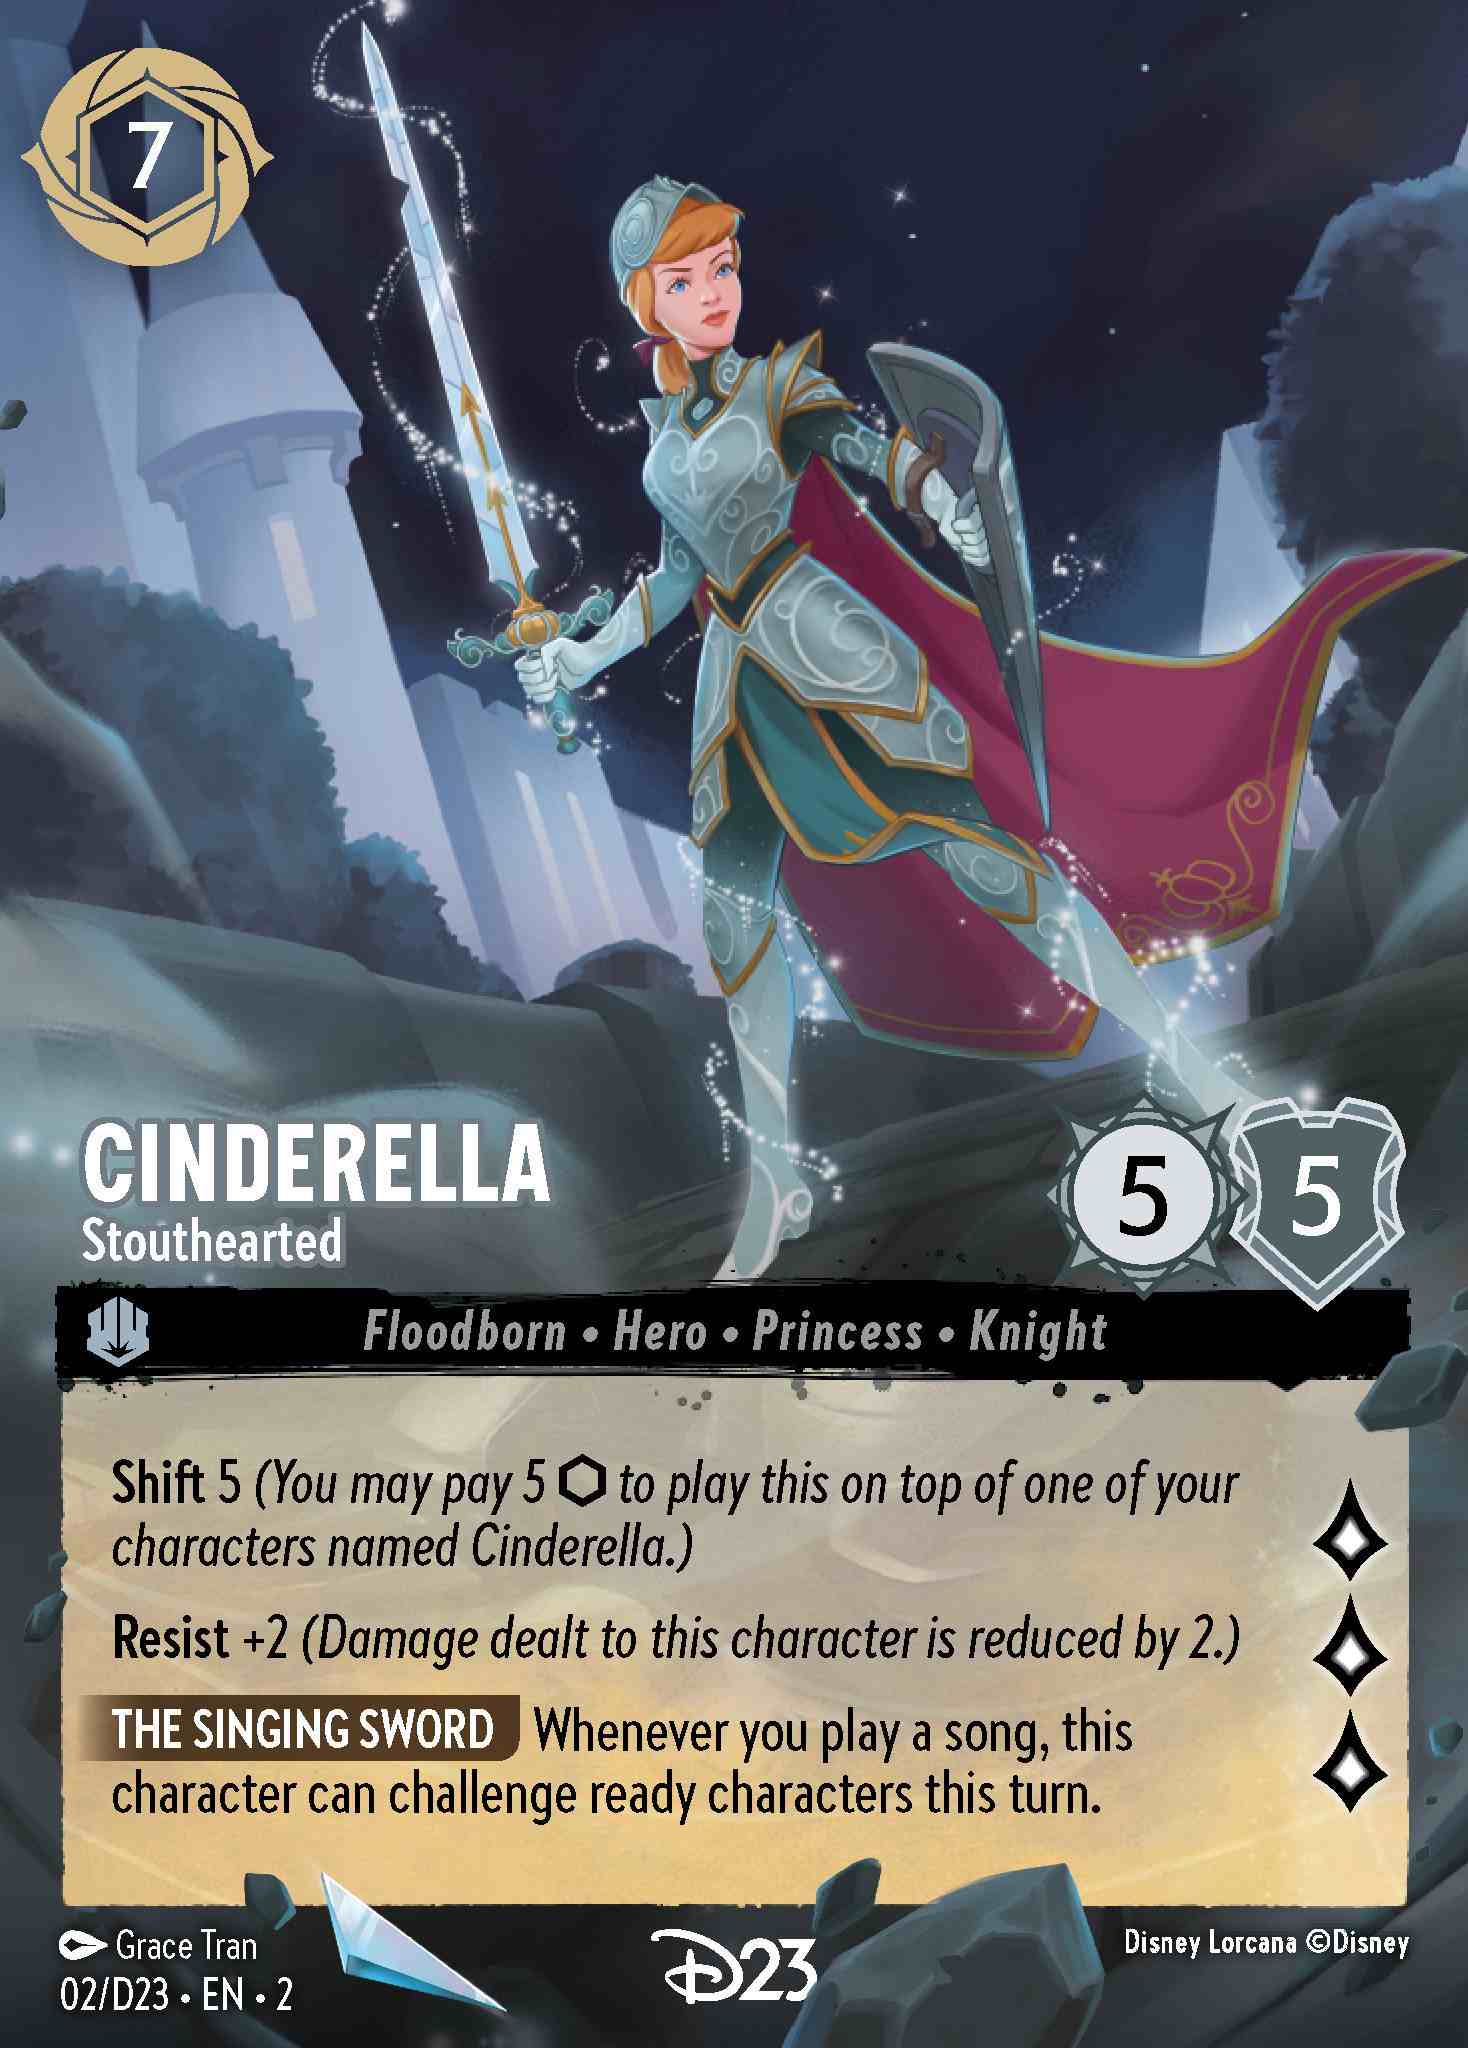 7
CINDERELLA
Stouthearted
5 5
Floodborn • Hero • Princess • Knight
Shift 5 (You may pay 5 ⬡ to play this on top of one of your
characters named Cinderella.)
Resist +2 (Damage dealt to this character is reduced by 2.)
THE SINGING SWORD Whenever you play a song, this
character can challenge ready characters this turn.
Grace Tran
02/D23 • EN • 2
D23
Disney Lorcana ©Disney